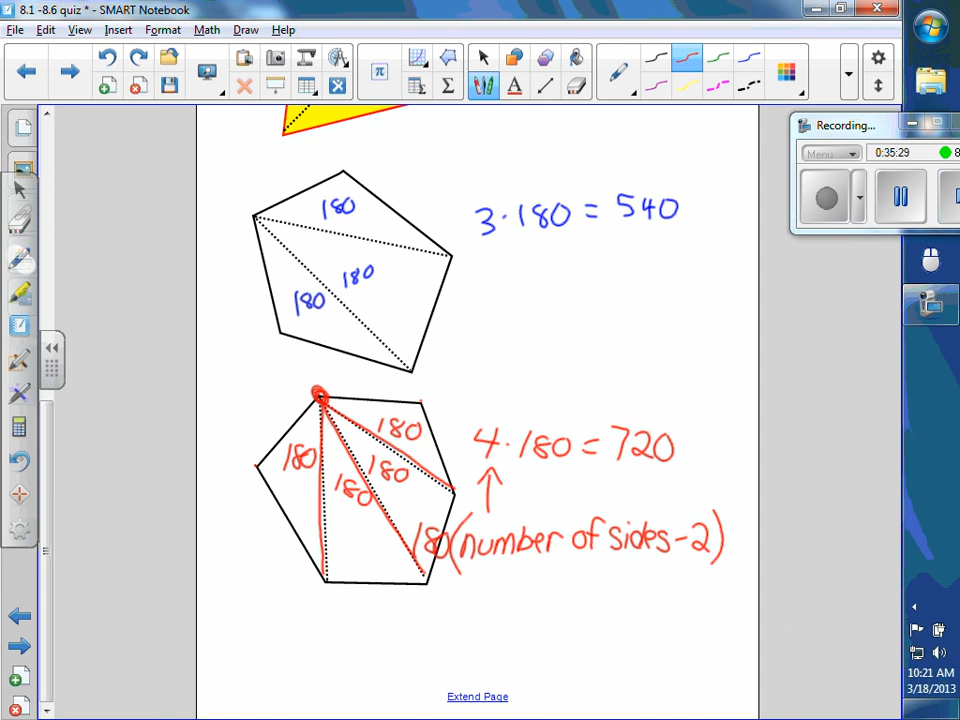 8.1 -8.6 quiz * - SMART Notebook
File Edit View Insert Format Math Draw Help
Recording...
Menu
0:35:29
8
180
3·180 = 540
180
180
180
4·180 = 720
180
180
180
180(number of sides-2)
Extend Page
10:21 AM
3/18/2013